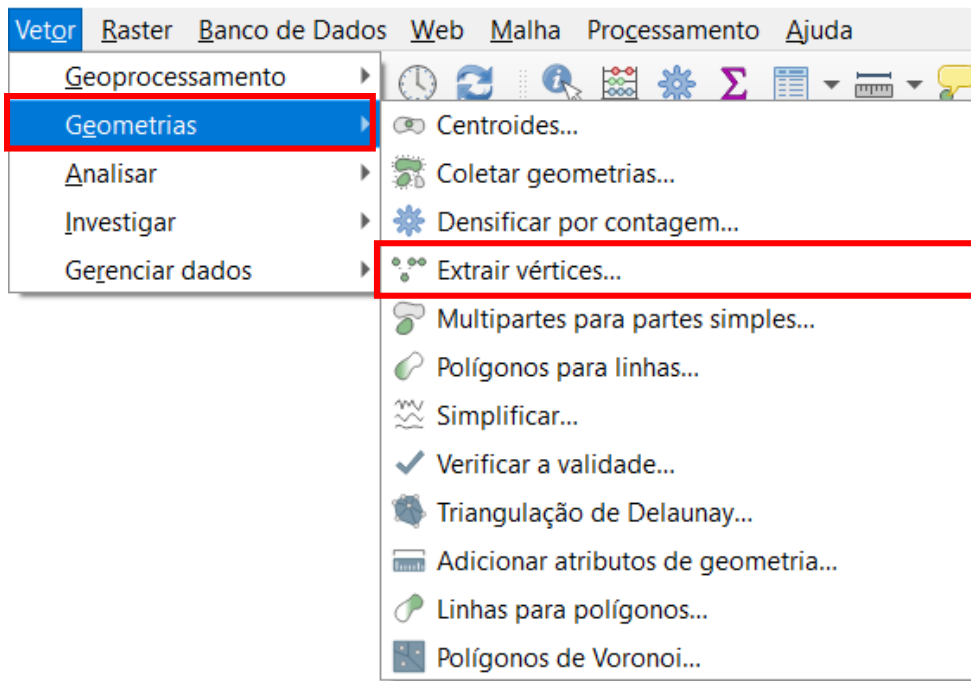 Vetor Raster Banco de Dados Web Malha Processamento Ajuda
Geoprocessamento
Geometrias
Analisar
Investigar
Gerenciar dados
Centroides...
Coletar geometrias...
Densificar por contagem...
Extrair vértices...
Multipartes para partes simples...
Polígonos para linhas...
Simplificar...
Verificar a validade...
Triangulação de Delaunay...
Adicionar atributos de geometria...
Linhas para polígonos...
Polígonos de Voronoi...